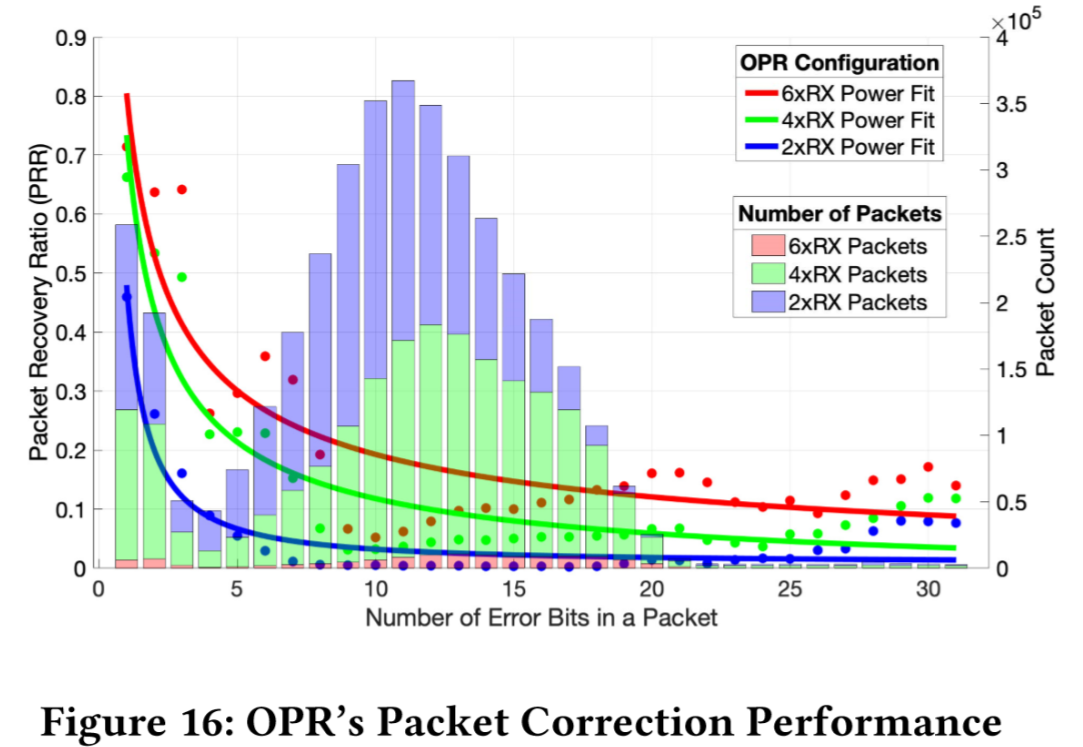 ×10⁵
0.9
0.8
0.7
0.6
0.5
0.4
0.3
0.2
0.1
0
Packet Recovery Ratio (PRR)
OPR Configuration
6xRX Power Fit
4xRX Power Fit
2xRX Power Fit
Number of Packets
6xRX Packets
4xRX Packets
2xRX Packets
4
3.5
3
2.5
2
1.5
1
0.5
0
Packet Count
0 5 10 15 20 25 30
Number of Error Bits in a Packet
Figure 16: OPR’s Packet Correction Performance